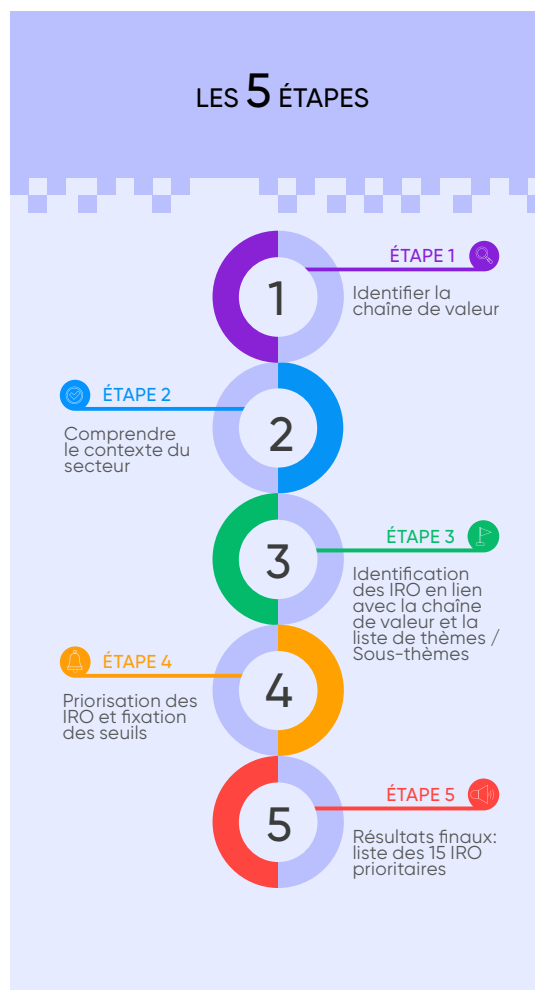 LES 5 ÉTAPES
1
ÉTAPE 1
Identifier la
chaîne de valeur
2
ÉTAPE 2
Comprendre
le contexte du
secteur
3
ÉTAPE 3
Identification
des IRO en lien
avec la chaîne
de valeur et la
liste de thèmes /
Sous-thèmes
4
ÉTAPE 4
Priorisation des
IRO et fixation
des seuils
5
ÉTAPE 5
Résultats finaux:
liste des 15 IRO
prioritaires